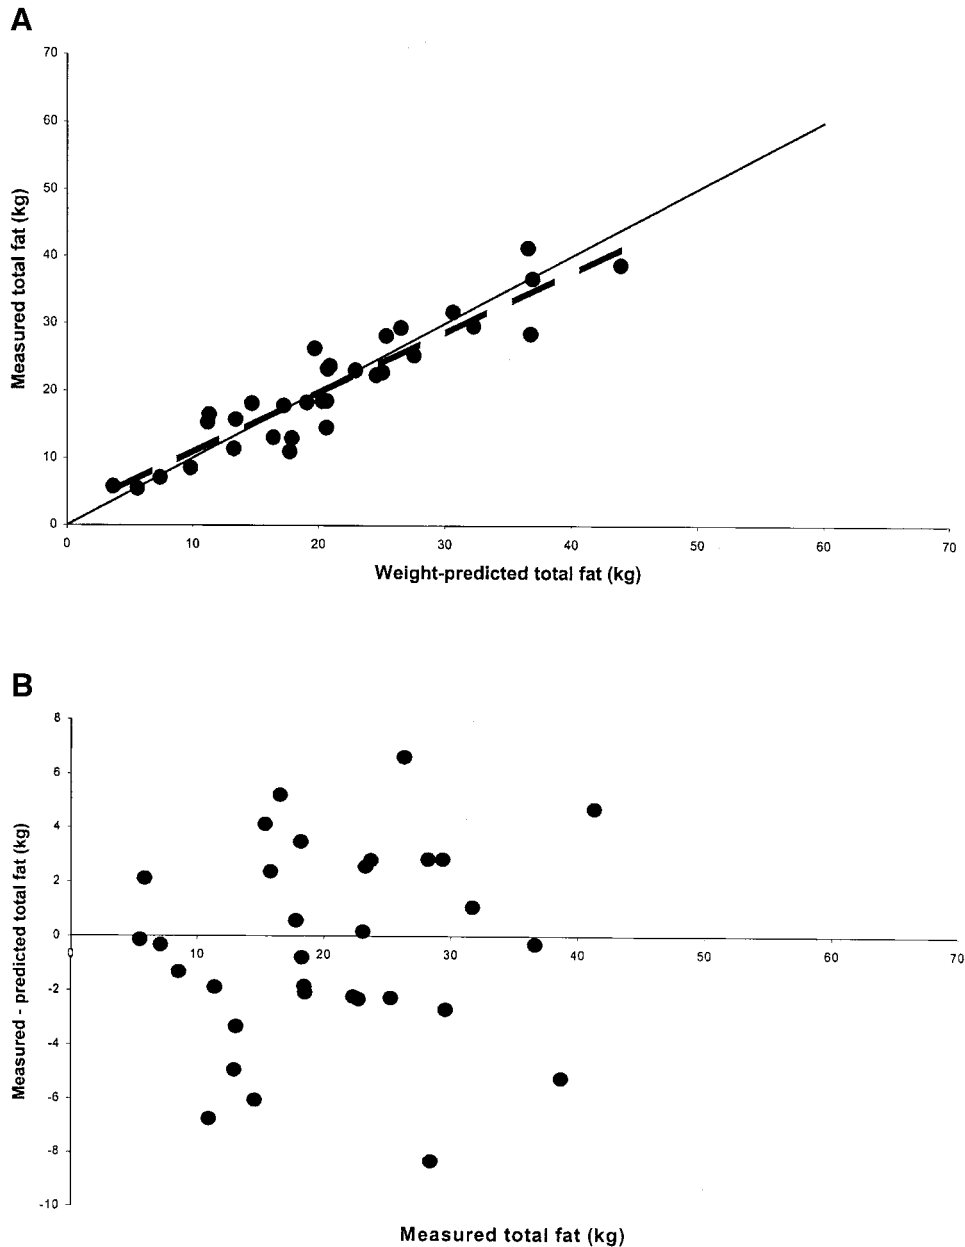 A
70
60
50
40
30
20
10
0
0 10 20 30 40 50 60 70
Measured total fat (kg)
Weight-predicted total fat (kg)
B
8
6
4
2
0
-2
-4
-6
-8
-10
0 10 20 30 40 50 60 70
Measured - predicted total fat (kg)
Measured total fat (kg)